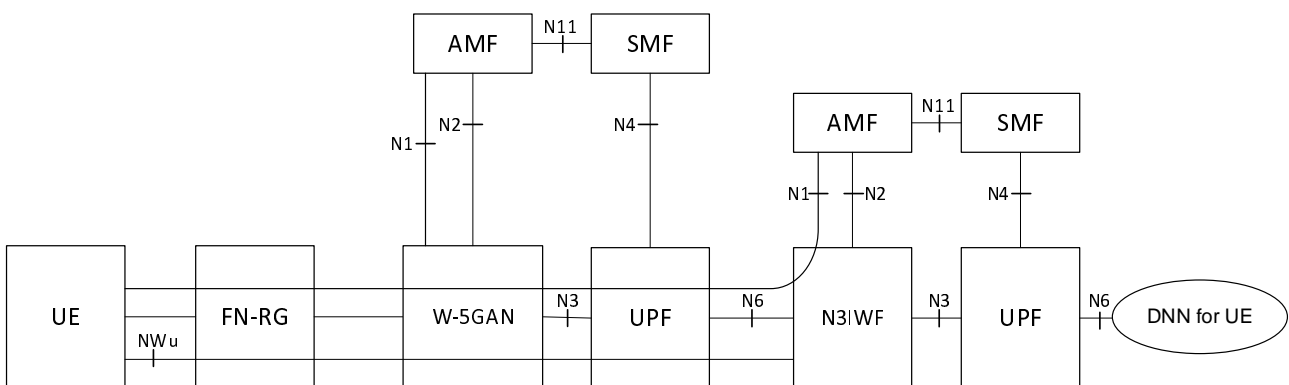 N11
AMF
SMF
N11
AMF
SMF
N2
N4
N1
N1
N2
N4
N3
N6
N3
N6
UE
FN-RG
W-5GAN
UPF
N3IWF
UPF
DNN for UE
NWu